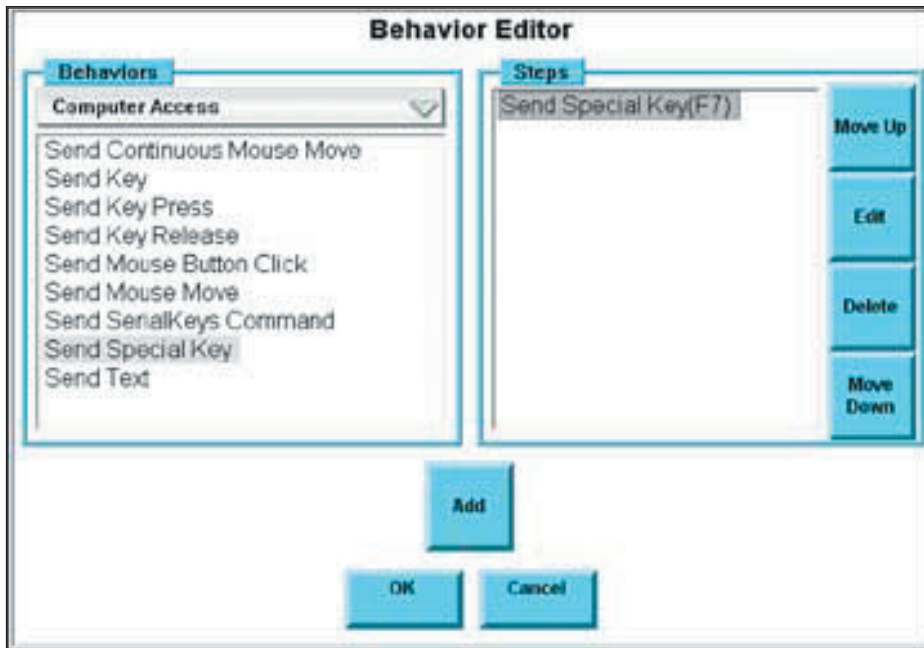 Behavior Editor
Behaviors
Computer Access
Send Continuous Mouse Move
Send Key
Send Key Press
Send Key Release
Send Mouse Button Click
Send Mouse Move
Send SerialKeys Command
Send Special Key
Send Text
Steps
Send Special Key(F7)
Move Up
Edit
Delete
Move
Down
Add
OK
Cancel